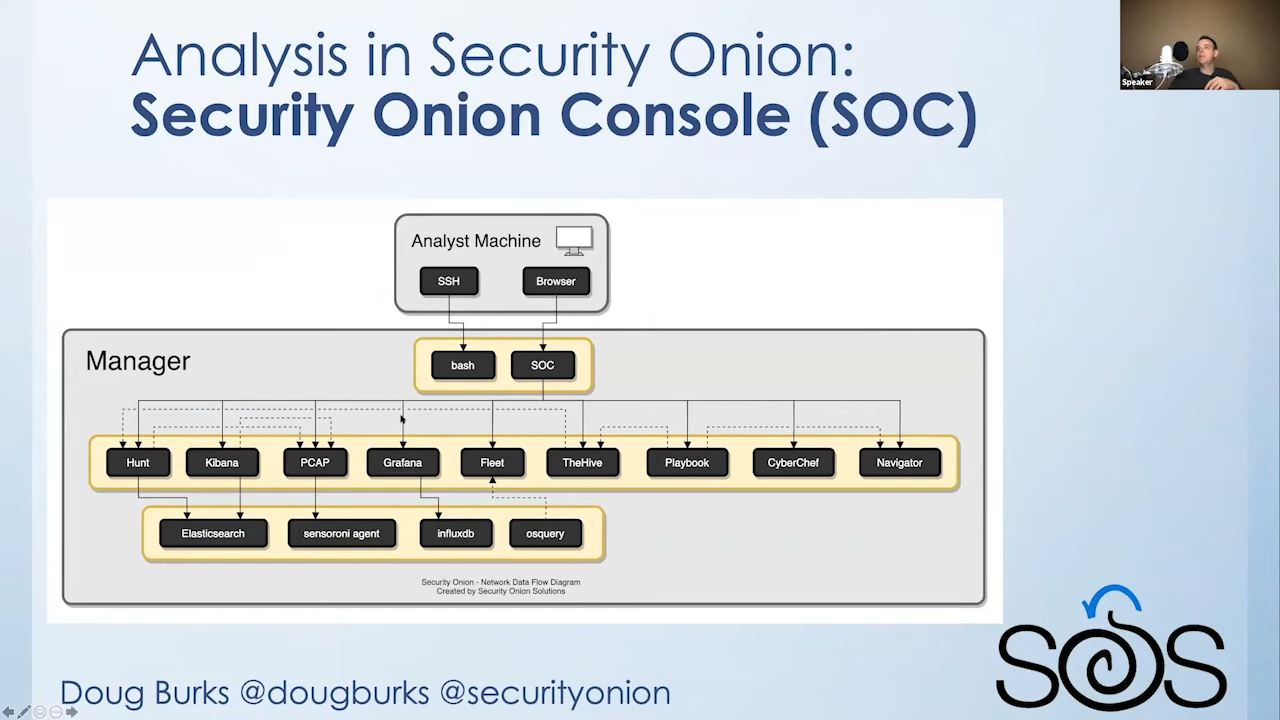 Analysis in Security Onion:
Security Onion Console (SOC)
Speaker
Analyst Machine
SSH
Browser
Manager
bash
SOC
Hunt
Kibana
PCAP
Grafana
Fleet
TheHive
Playbook
CyberChef
Navigator
Elasticsearch
sensoroni agent
influxdb
osquery
Security Onion - Network Data Flow Diagram
Created by Security Onion Solutions
Doug Burks @dougburks @securityonion
SOS